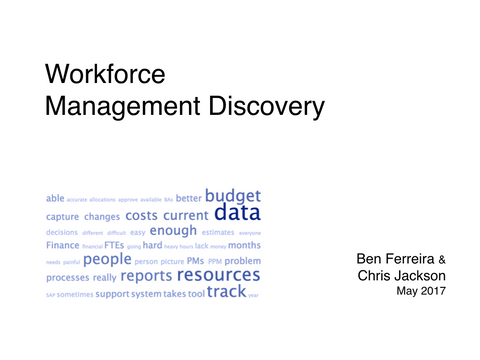 Workforce
Management Discovery
able accurate allocations approve available BAs better budget
capture changes costs current data
decisions different difficult easy enough estimates everyone
Finance financial FTEs going hard heavy hours lack money months
needs painful people person picture PMs PPM problem
processes really reports resources
SAP sometimes support system takes tool track year
Ben Ferreira &
Chris Jackson
May 2017